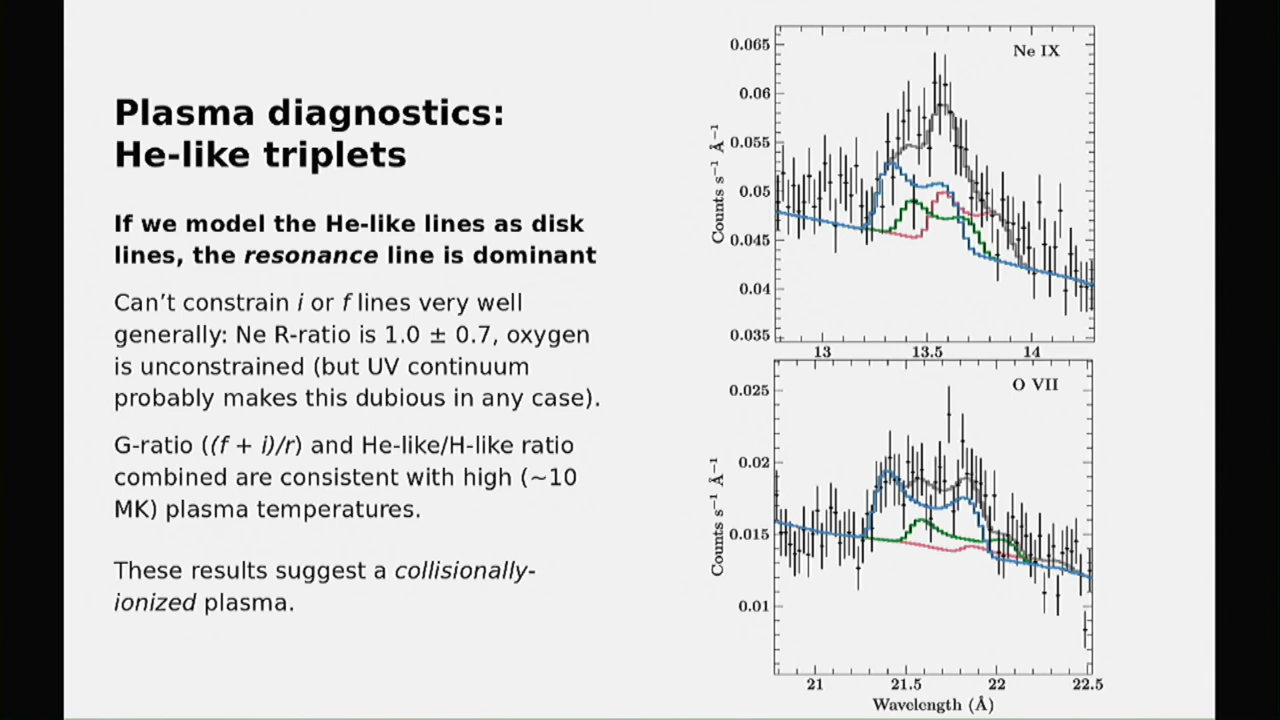 Plasma diagnostics:
He-like triplets
If we model the He-like lines as disk
lines, the resonance line is dominant
Can’t constrain i or f lines very well
generally: Ne R-ratio is 1.0 ± 0.7, oxygen
is unconstrained (but UV continuum
probably makes this dubious in any case).
G-ratio ((f + i)/r) and He-like/H-like ratio
combined are consistent with high (~10
MK) plasma temperatures.
These results suggest a collisionally-
ionized plasma.
Ne IX
0.065
0.06
0.055
0.05
0.045
0.04
0.035
Counts s⁻¹ Å⁻¹
13
13.5
14
O VII
0.025
0.02
0.015
0.01
Counts s⁻¹ Å⁻¹
21
21.5
22
22.5
Wavelength (Å)